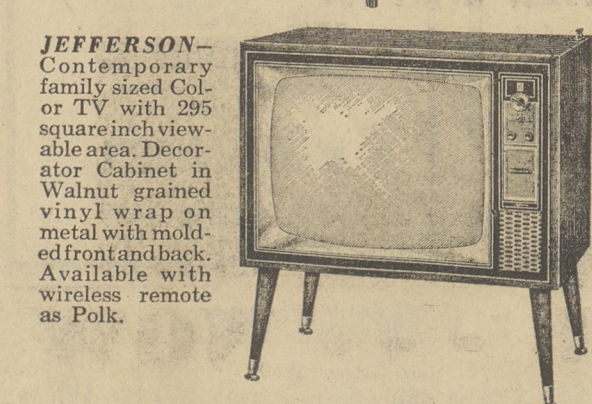 JEFFERSON—
Contemporary
family sized Col-
or TV with 295
square inch view-
able area. Decor-
ator Cabinet in
Walnut grained
vinyl wrap on
metal with mold-
ed front and back.
Available with
wireless remote
as Polk.